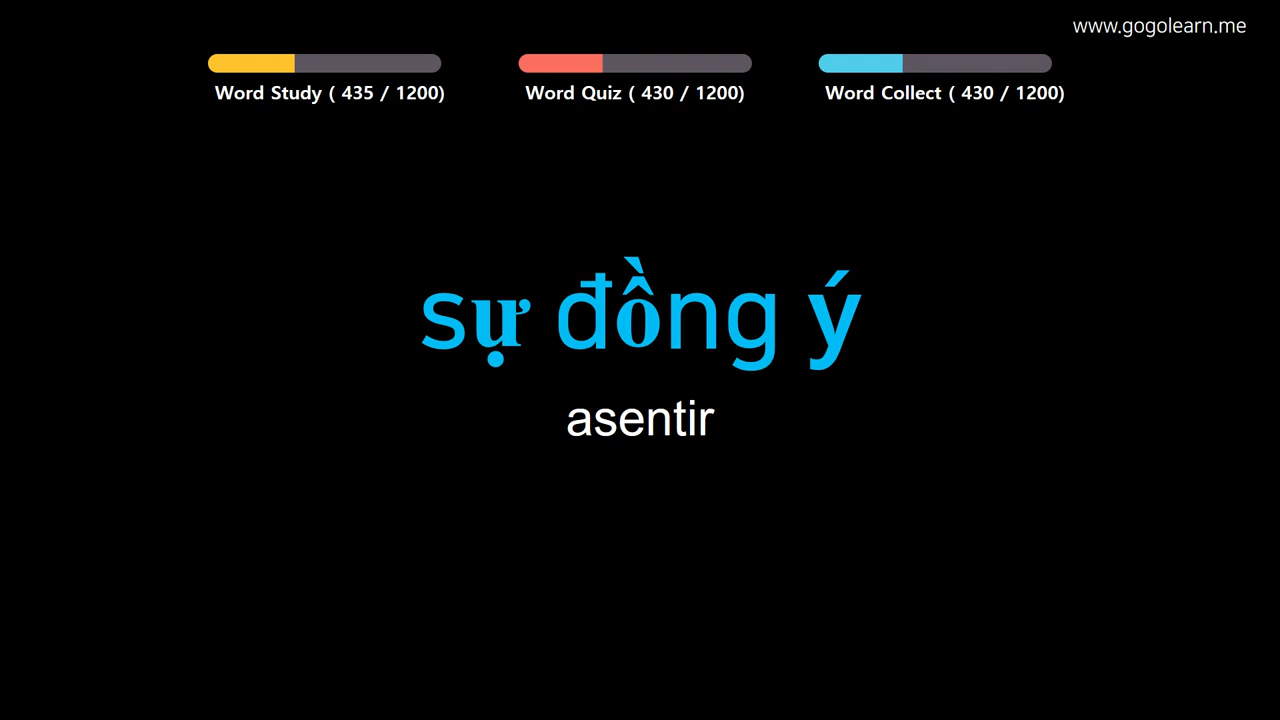 www.gogolearn.me
Word Study ( 435 / 1200)
Word Quiz ( 430 / 1200)
Word Collect ( 430 / 1200)
sự đồng ý
asentir